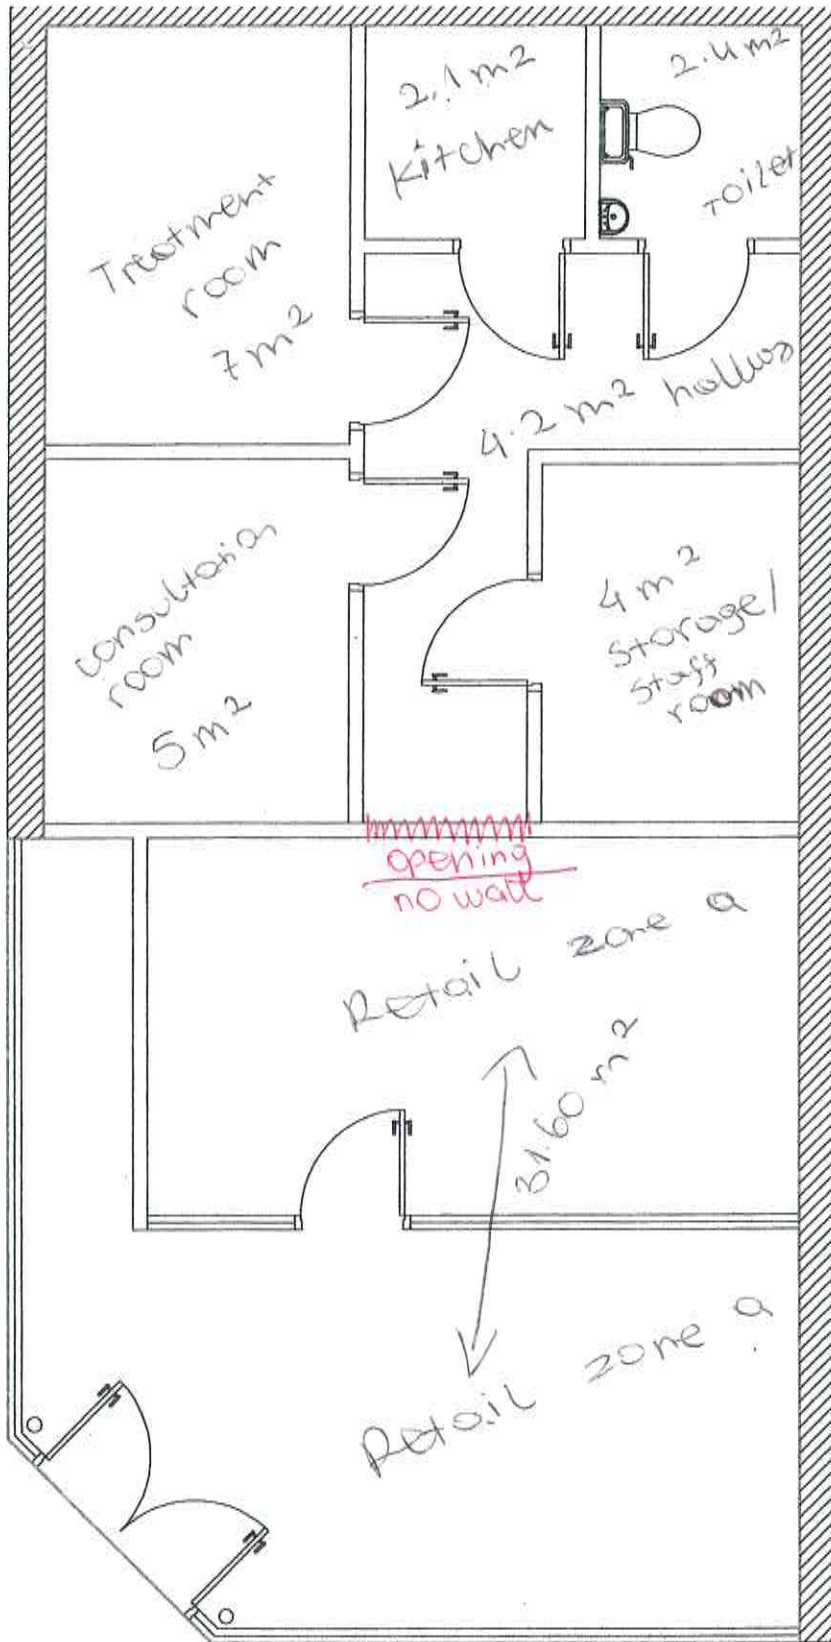 2.1 m²
Kitchen
2.4 m²
TOILET
Treatment
room
7 m²
4.2 m²
consultation
room
5 m²
4 m²
storage/
staff
room
opening
no wall
Retail zone a
31.60 m²
Retail zone a